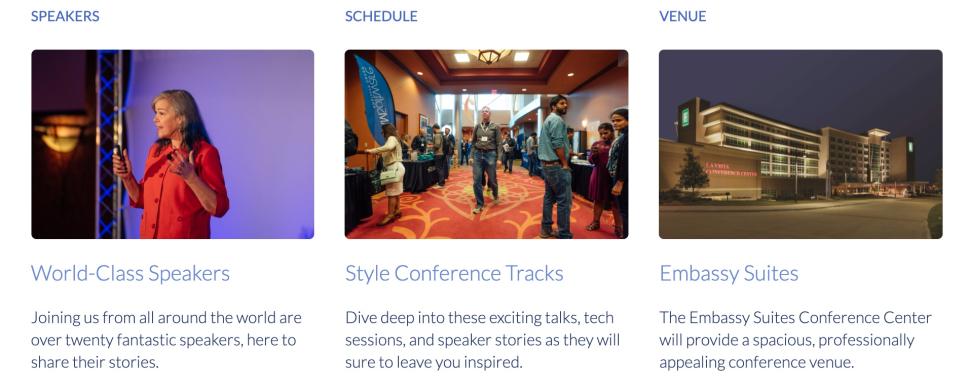 SPEAKERS
World-Class Speakers
Joining us from all around the world are
over twenty fantastic speakers, here to
share their stories.
SCHEDULE
Style Conference Tracks
Dive deep into these exciting talks, tech
sessions, and speaker stories as they will
sure to leave you inspired.
VENUE
LA VISTA
CONFERENCE CENTER
Embassy Suites
The Embassy Suites Conference Center
will provide a spacious, professionally
appealing conference venue.